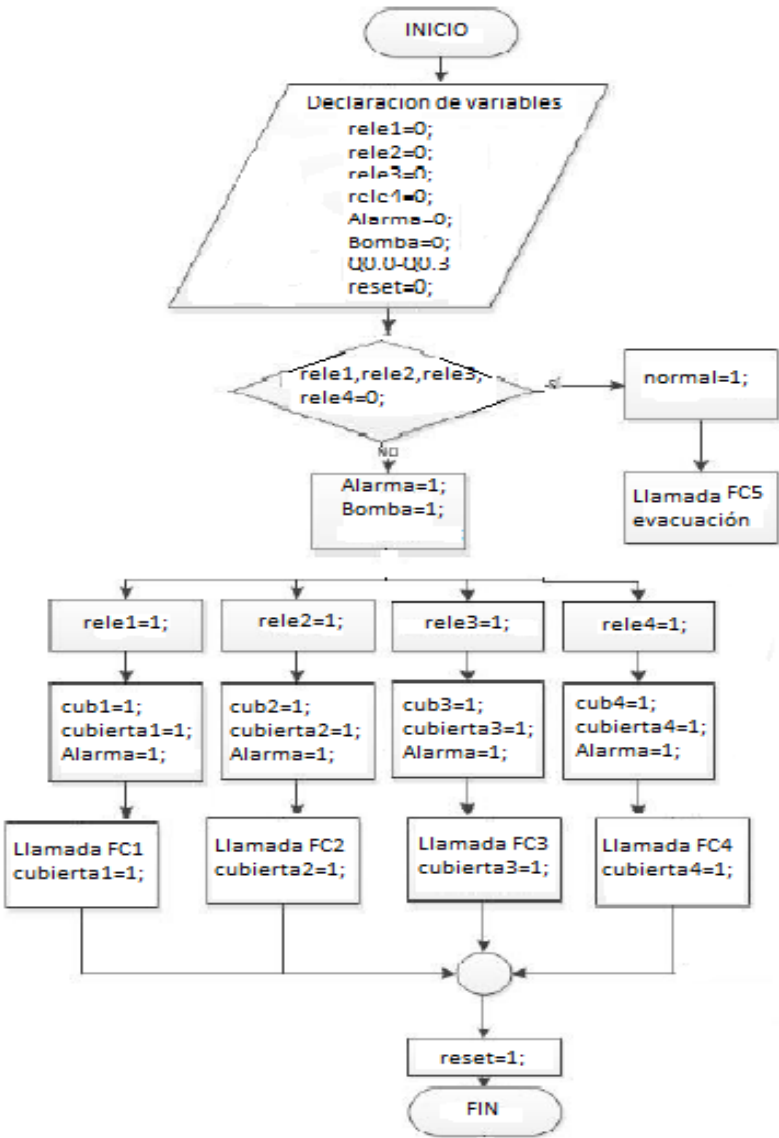 INICIO
Declaracion de variables
rele1=0;
rele2=0;
rele3=0;
rele4=0;
Alarma=0;
Bomba=0;
Q0.0-Q0.3
reset=0;
rele1,rele2,rele3,
rele4=0;
si
normal=1;
Llamada FC5
evacuación
NO
Alarma=1;
Bomba=1;
rele1=1;
rele2=1;
rele3=1;
rele4=1;
cub1=1;
cubierta1=1;
Alarma=1;
cub2=1;
cubierta2=1;
Alarma=1;
cub3=1;
cubierta3=1;
Alarma=1;
cub4=1;
cubierta4=1;
Alarma=1;
Llamada FC1
cubierta1=1;
Llamada FC2
cubierta2=1;
Llamada FC3
cubierta3=1;
Llamada FC4
cubierta4=1;
reset=1;
FIN